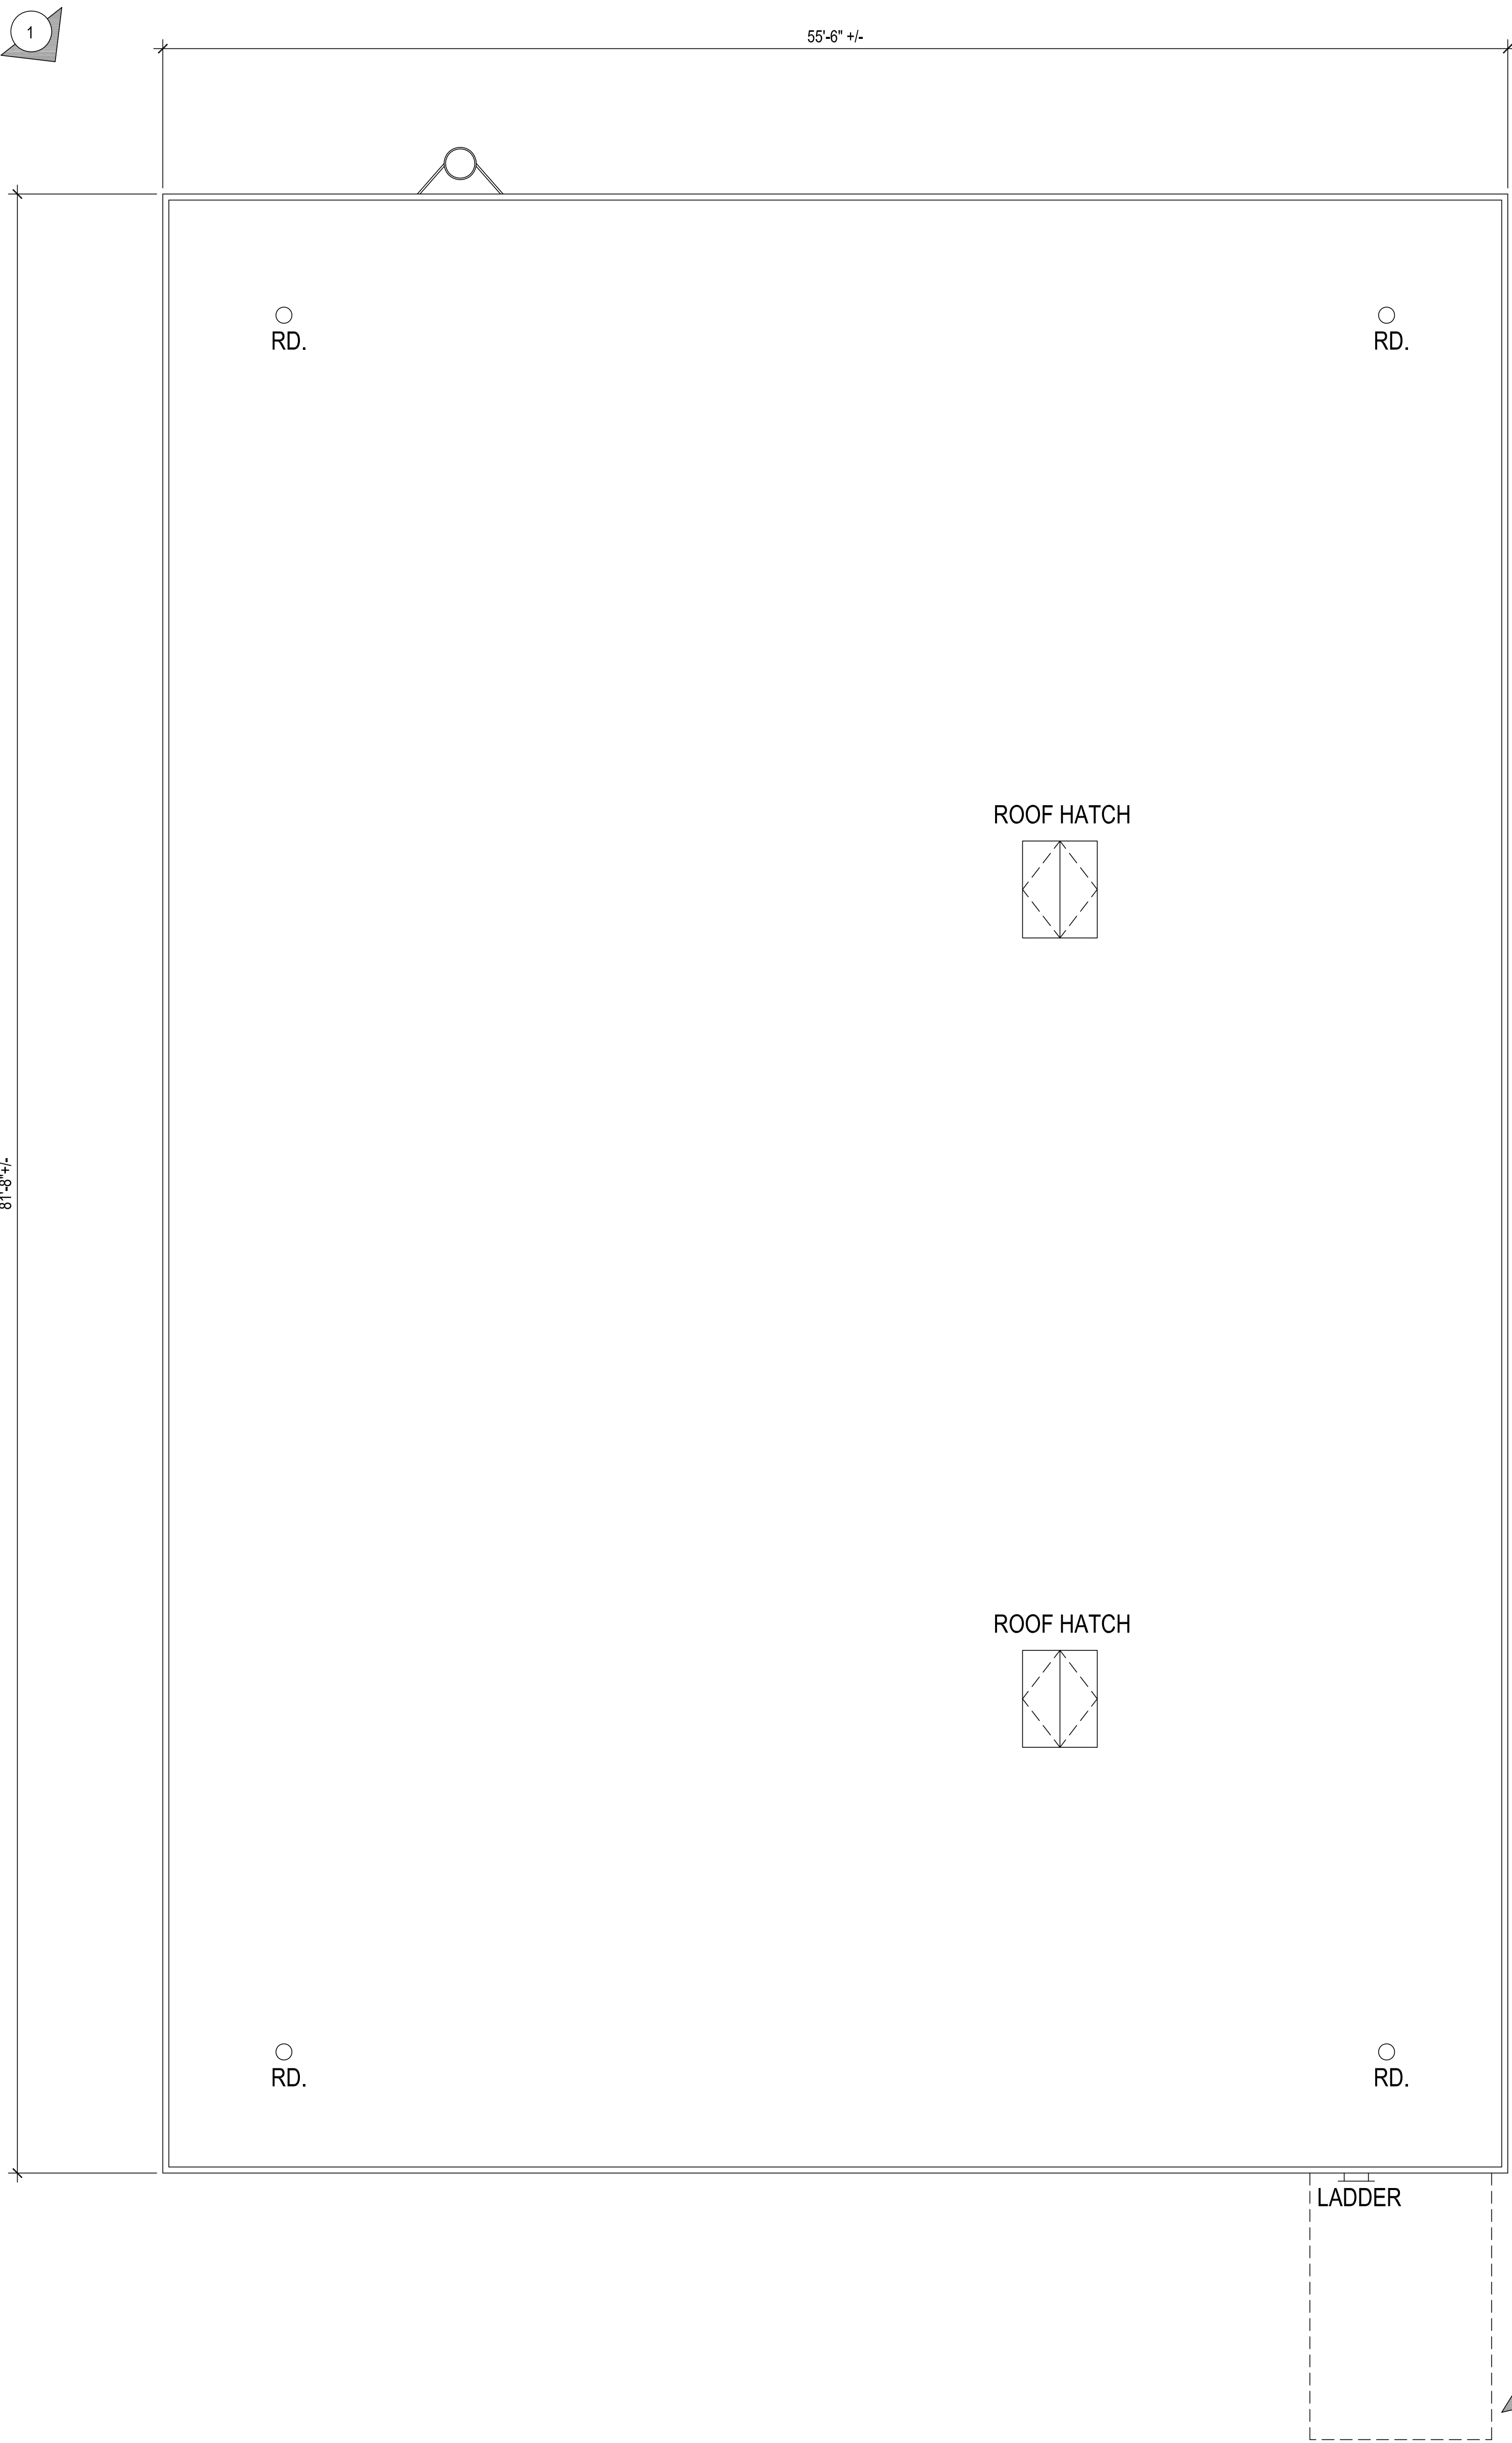 1
55'-6" +/-
RD.
RD.
ROOF HATCH
81'-8"+/-
ROOF HATCH
RD.
RD.
LADDER